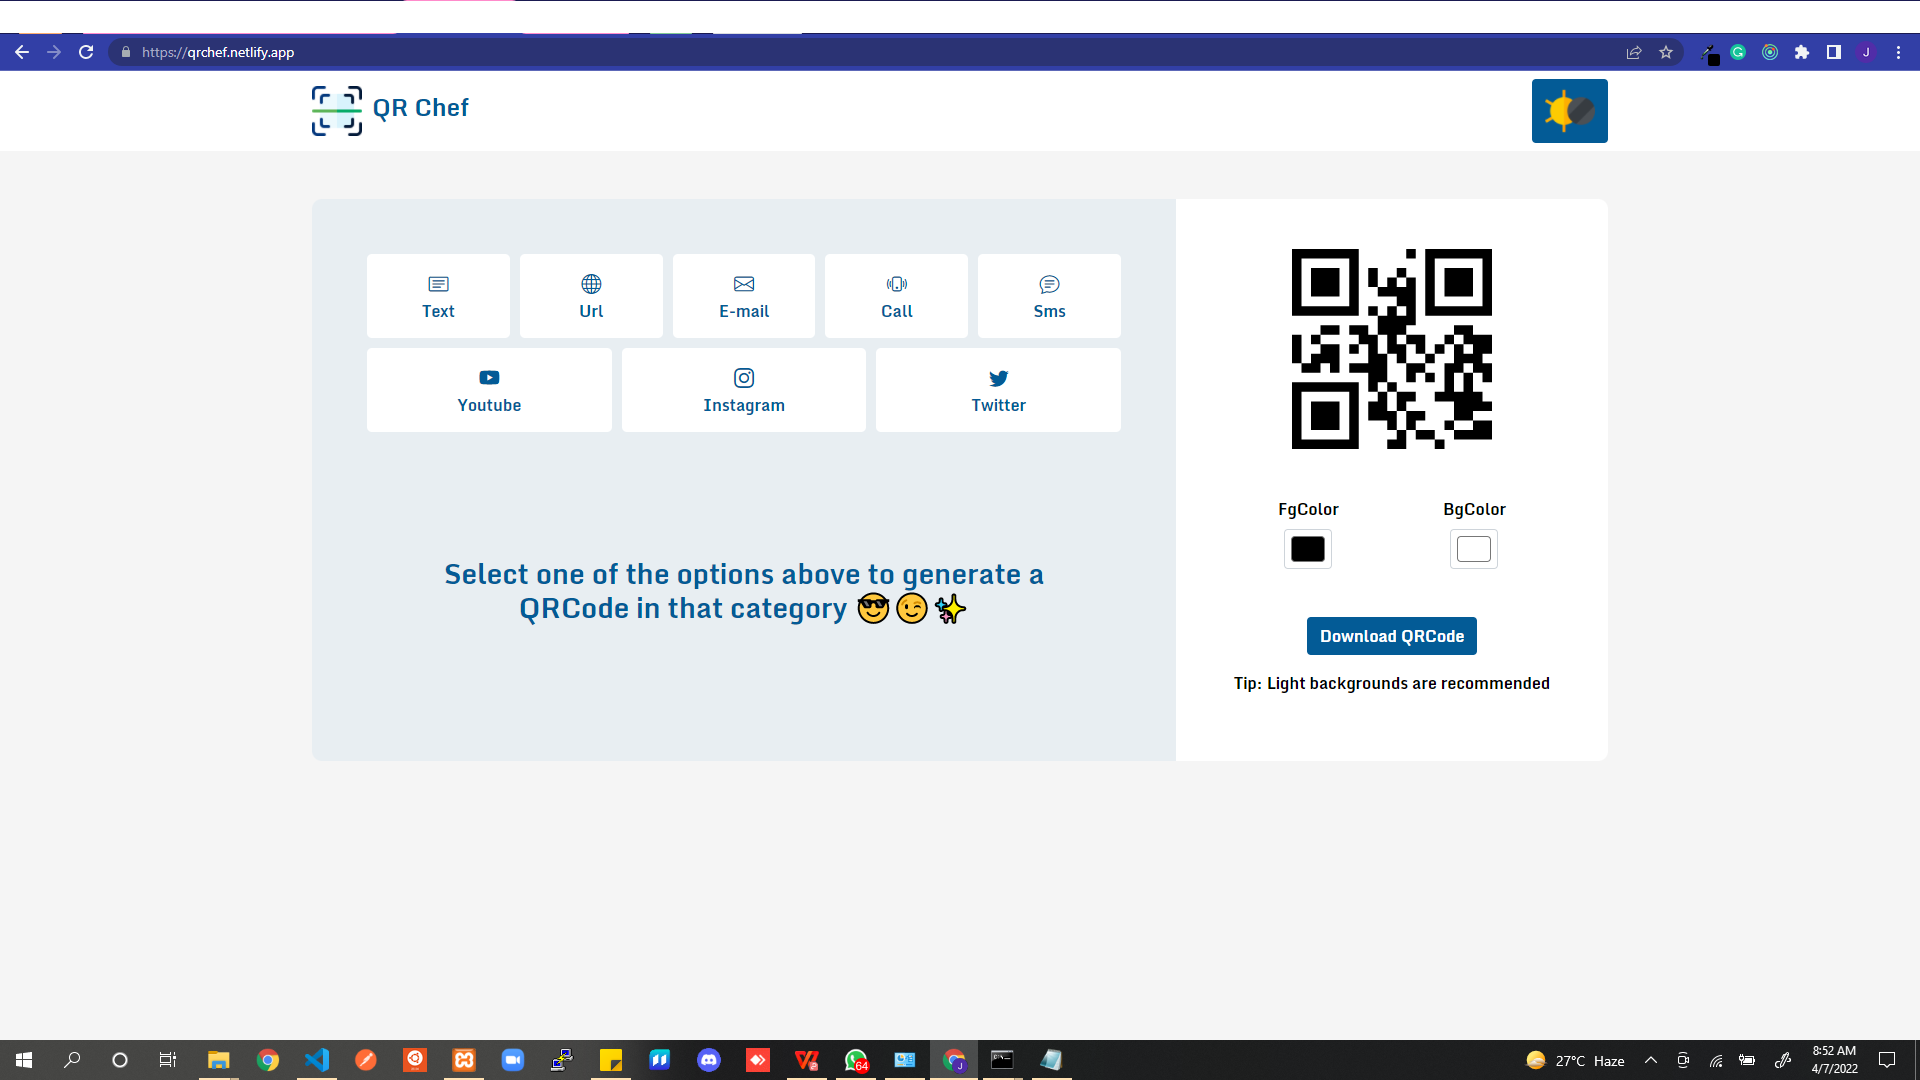 https://qrchef.netlify.app
J
QR Chef
Text
Url
E-mail
Call
Sms
Youtube
Instagram
Twitter
Select one of the options above to generate a
QRCode in that category 😎😉✨
FgColor
BgColor
Download QRCode
Tip: Light backgrounds are recommended
64
J
27°C Haze
8:52 AM
4/7/2022